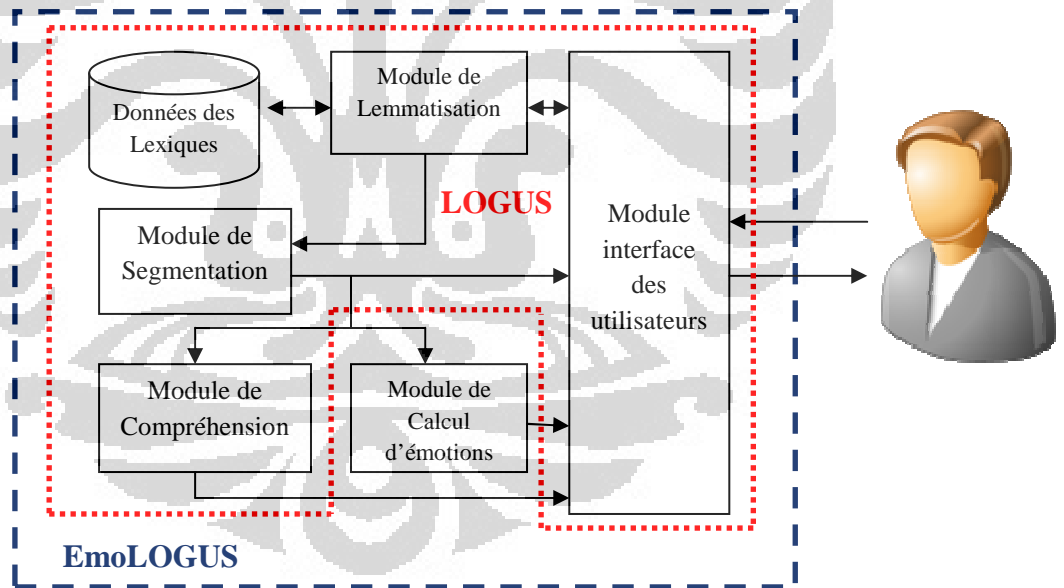 Module de
Lemmatisation
Données des
Lexiques
LOGUS
Module de
Segmentation
Module
interface
des
utilisateurs
Module de
Compréhension
Module de
Calcul
d’émotions
EmoLOGUS